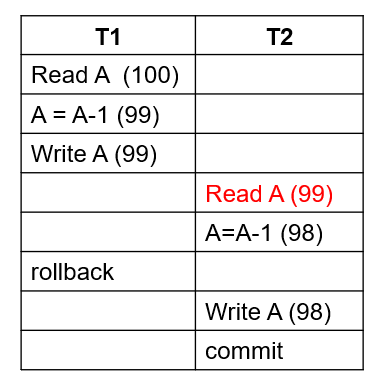 T1 T2
Read A (100)
A = A-1 (99)
Write A (99)
Read A (99)
A=A-1 (98)
rollback
Write A (98)
commit